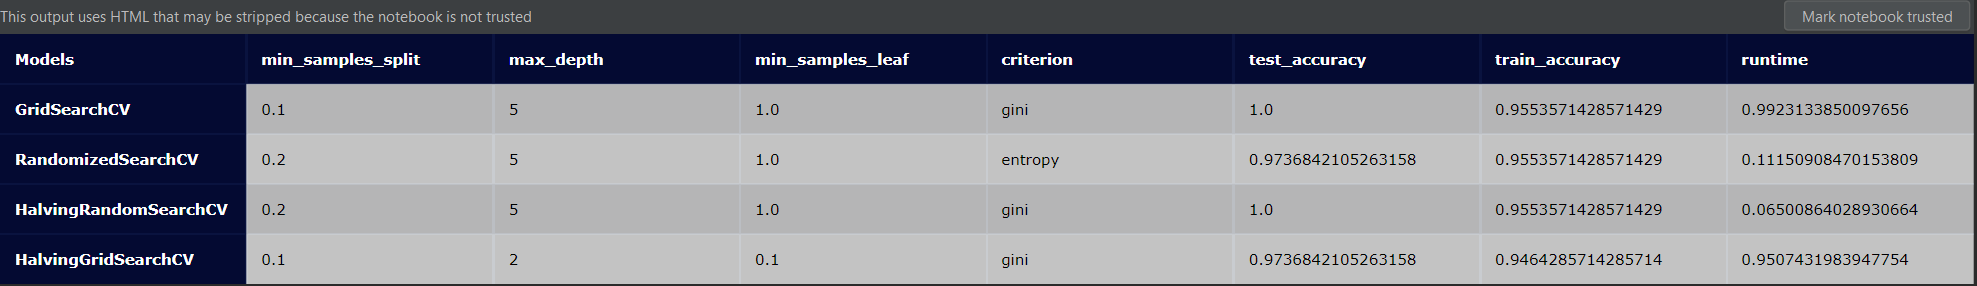 This output uses HTML that may be stripped because the notebook is not trusted Mark notebook trusted
Models min_samples_split max_depth min_samples_leaf criterion test_accuracy train_accuracy runtime
GridSearchCV 0.1 5 1.0 gini 1.0 0.9553571428571429 0.9923133850097656
RandomizedSearchCV 0.2 5 1.0 entropy 0.9736842105263158 0.9553571428571429 0.11150908470153809
HalvingRandomSearchCV 0.2 5 1.0 gini 1.0 0.9553571428571429 0.06500864028930664
HalvingGridSearchCV 0.1 2 0.1 gini 0.9736842105263158 0.9464285714285714 0.9507431983947754